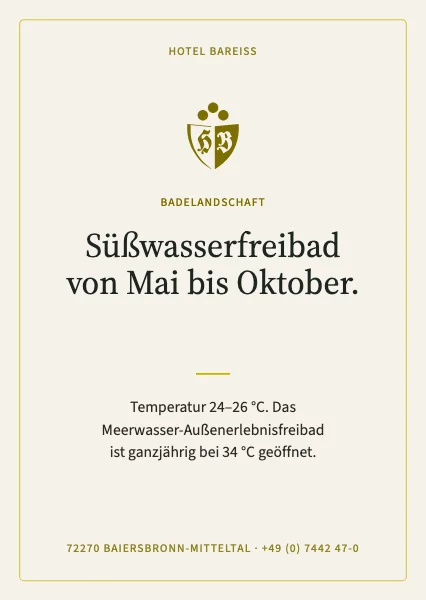 HOTEL BAREISS
HB
BADELANDSCHAFT
Süßwasserfreibad
von Mai bis Oktober.
Temperatur 24–26 °C. Das
Meerwasser-Außenerlebnisfreibad
ist ganzjährig bei 34 °C geöffnet.
72270 BAIERSBRONN-MITTELTAL · +49 (0) 7442 47-0